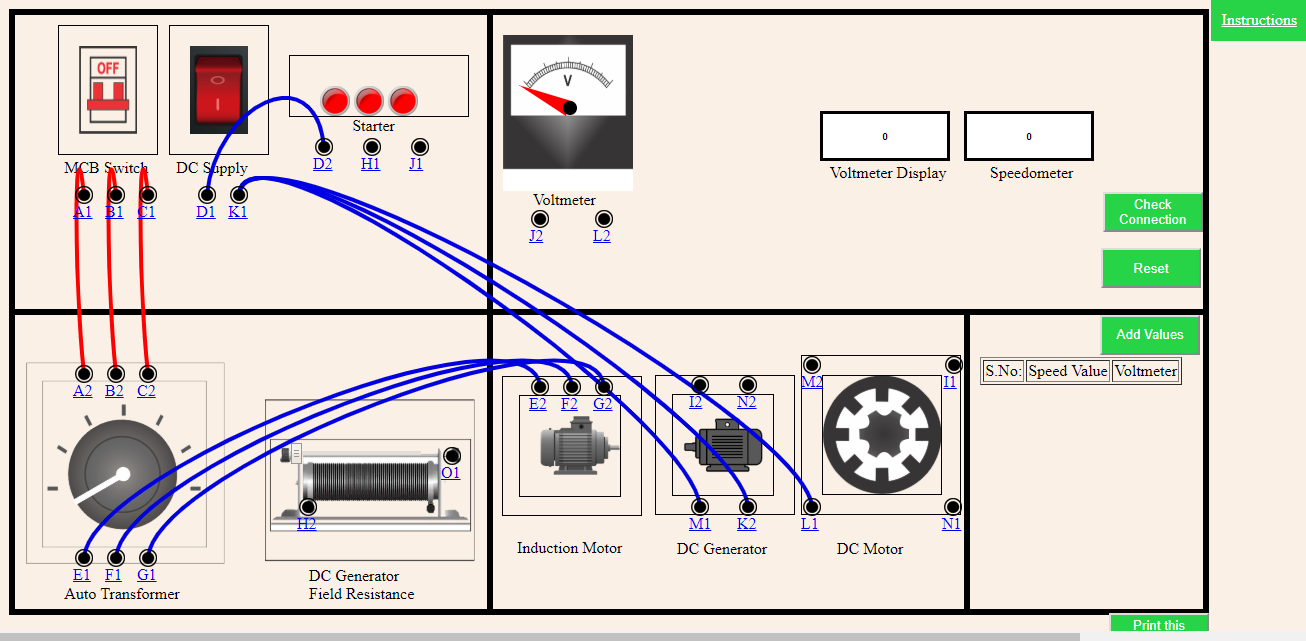 Instructions
OFF
V
Starter
0
0
MCB Switch
DC Supply
D2
H1
J1
Voltmeter Display
Speedometer
A1
B1
C1
D1
K1
Voltmeter
J2
L2
Check
Connection
Reset
Add Values
S.No:
Speed Value
Voltmeter
A2
B2
C2
M2
I1
E2
F2
G2
I2
N2
O1
H2
M1
K2
L1
N1
Induction Motor
DC Generator
DC Motor
E1
F1
G1
DC Generator
Field Resistance
Auto Transformer
Print this